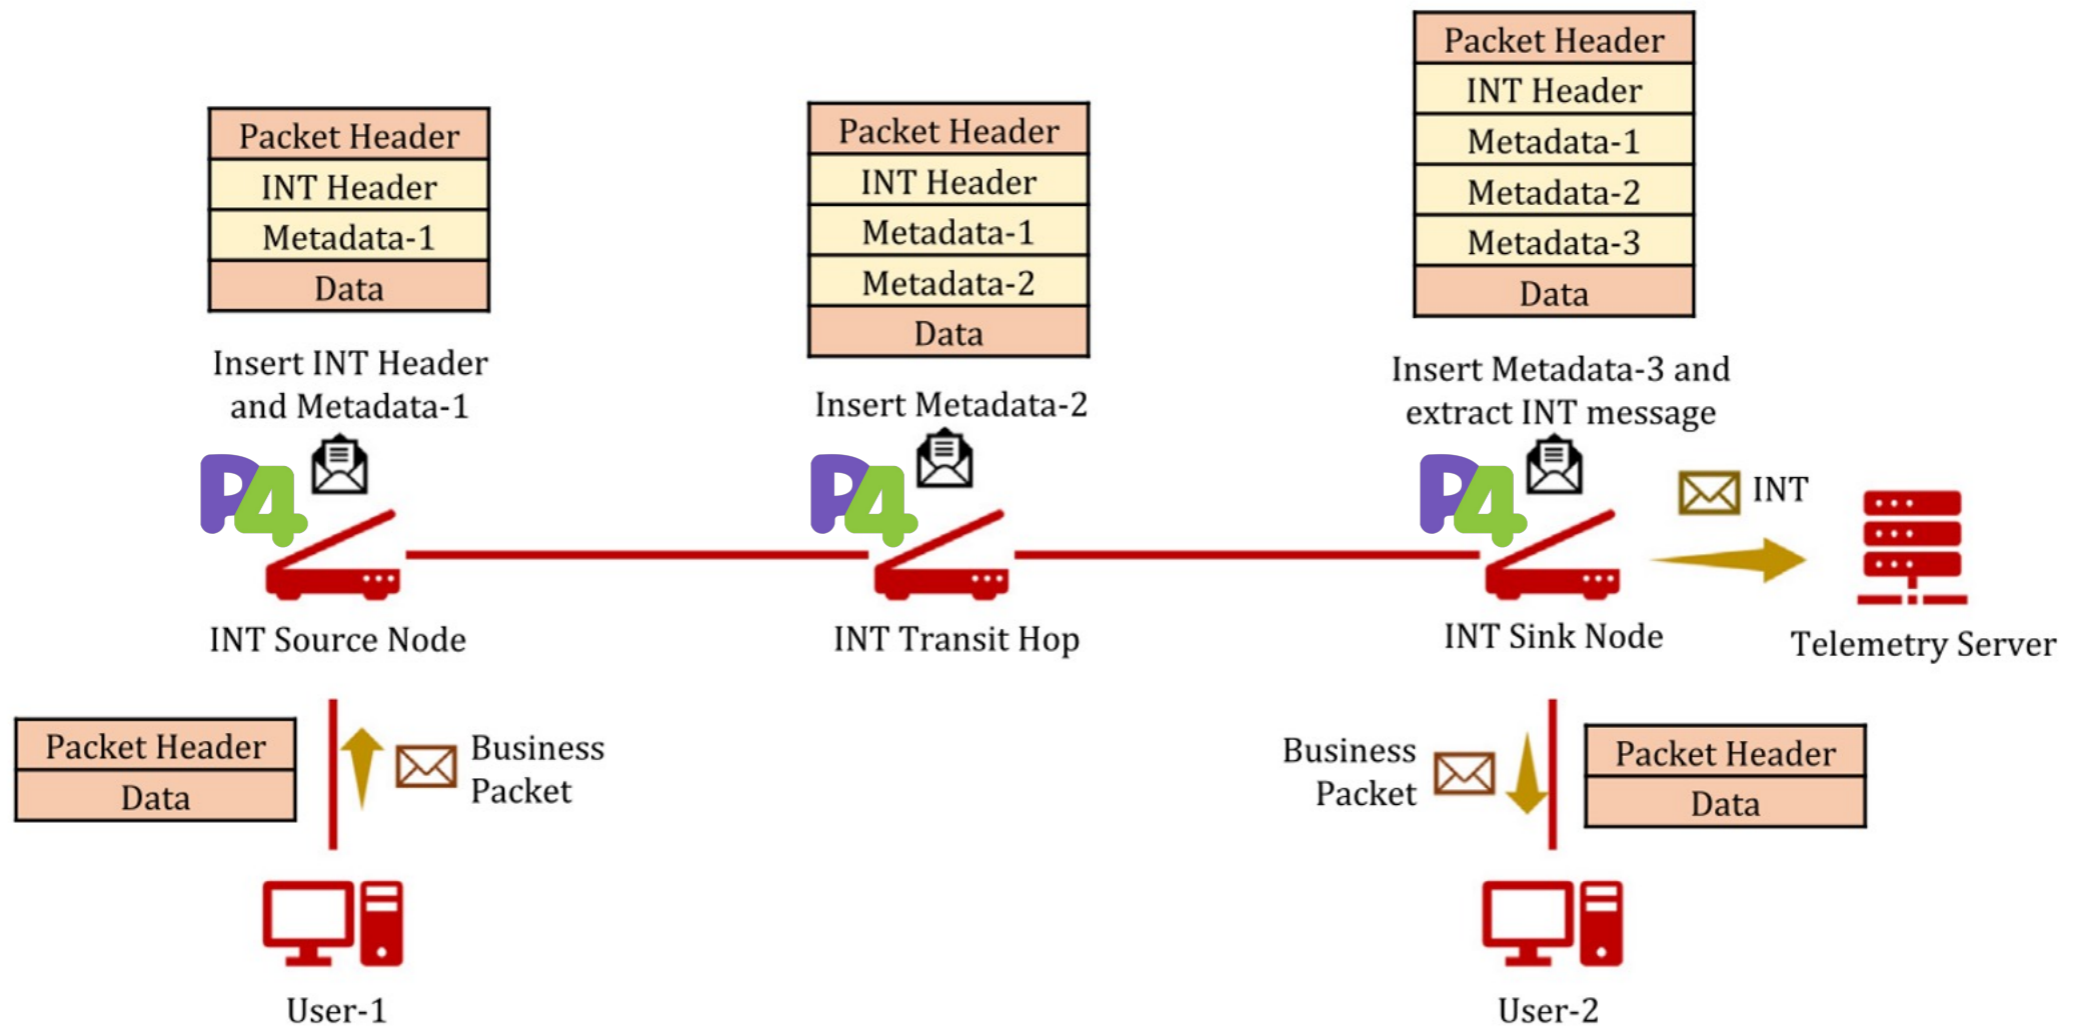 Packet Header
INT Header
Metadata-1
Data
Insert INT Header
and Metadata-1
P4
INT Source Node
Packet Header
INT Header
Metadata-1
Metadata-2
Data
Insert Metadata-2
P4
INT Transit Hop
Packet Header
INT Header
Metadata-1
Metadata-2
Metadata-3
Data
Insert Metadata-3 and
extract INT message
P4
INT Sink Node
INT
Telemetry Server
Packet Header
Data
Business
Packet
User-1
Business
Packet
Packet Header
Data
User-2